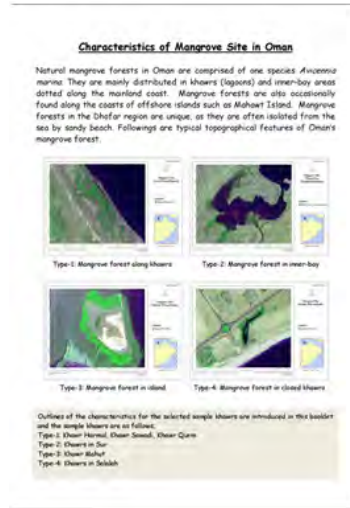 Characteristics of Mangrove Site in Oman
Natural mangrove forests in Oman are comprised of one species Avicennia
marina. They are mainly distributed in khawrs (lagoons) and inner-bay areas
dotted along the mainland coast. Mangrove forests are also occasionally
found along the coasts of offshore islands such as Mahawt Island. Mangrove
forests in the Dhofar region are unique, as they are often isolated from the
sea by sandy beach. Followings are typical topographical features of Oman's
mangrove forest.
Type-1: Mangrove forest along khawrs
Type-2: Mangrove forest in inner-bay
Type-3: Mangrove forest in island
Type-4: Mangrove forest in closed khawrs
Outlines of the characteristics for the selected sample khawrs are introduced in this booklet
and the sample khawrs are as follows;
Type-1: Khawr Harmal, Khawr Sawadi, Khawr Qurm
Type-2: Khawrs in Sur
Type-3: Khawr Mahut
Type-4: Khawrs in Salalah